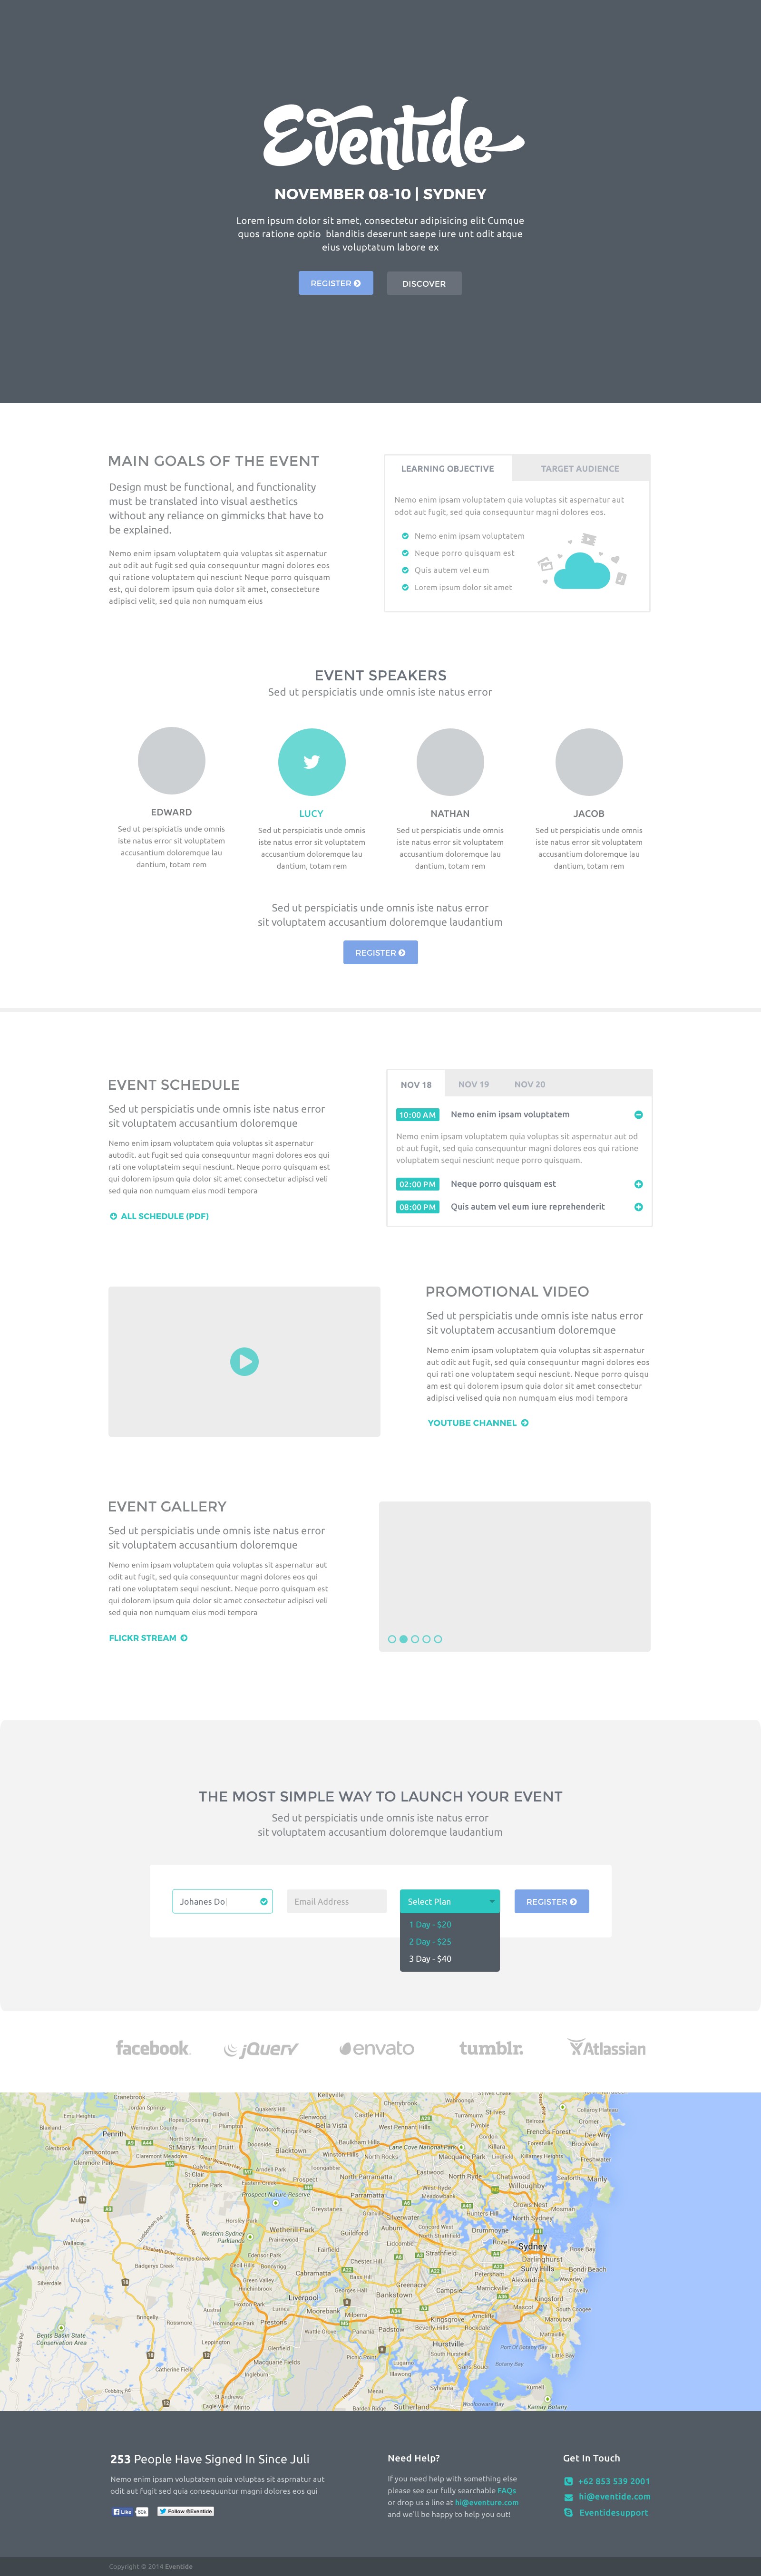 Eventide
NOVEMBER 08-10 | SYDNEY
Lorem ipsum dolor sit amet, consectetur adipisicing elit Cumque
quos ratione optio blanditis deserunt saepe iure unt odit atque
eius voluptatum labore ex
REGISTER
DISCOVER
MAIN GOALS OF THE EVENT
Design must be functional, and functionality
must be translated into visual aesthetics
without any reliance on gimmicks that have to
be explained.
Nemo enim ipsam voluptatem quia voluptas sit aspernatur
aut odit aut fugit sed quia consequuntur magni dolores eos
qui ratione voluptatem qui nesciunt Neque porro quisquam
est, qui dolorem ipsum quia dolor sit amet, consecteture
adipisci velit, sed quia non numquam eius
LEARNING OBJECTIVE
TARGET AUDIENCE
Nemo enim ipsam voluptatem quia voluptas sit aspernatur aut
odot aut fugit, sed quia consequuntur magni dolores eos.
Nemo enim ipsam voluptatem
Neque porro quisquam est
Quis autem vel eum
Lorem ipsum dolor sit amet
EVENT SPEAKERS
Sed ut perspiciatis unde omnis iste natus error
EDWARD
Sed ut perspiciatis unde omnis
iste natus error sit voluptatem
accusantium doloremque lau
dantium, totam rem
LUCY
Sed ut perspiciatis unde omnis
iste natus error sit voluptatem
accusantium doloremque lau
dantium, totam rem
NATHAN
Sed ut perspiciatis unde omnis
iste natus error sit voluptatem
accusantium doloremque lau
dantium, totam rem
JACOB
Sed ut perspiciatis unde omnis
iste natus error sit voluptatem
accusantium doloremque lau
dantium, totam rem
Sed ut perspiciatis unde omnis iste natus error
sit voluptatem accusantium doloremque laudantium
REGISTER
EVENT SCHEDULE
Sed ut perspiciatis unde omnis iste natus error
sit voluptatem accusantium doloremque
Nemo enim ipsam voluptatem quia voluptas sit aspernatur
autodit. aut fugit sed quia consequuntur magni dolores eos qui
rati one voluptateim sequi nesciunt. Neque porro quisquam est
qui dolorem ipsum quia dolor sit amet consectetur adipisci veli
sed quia non numquam eius modi tempora
ALL SCHEDULE (PDF)
NOV 18
NOV 19
NOV 20
10:00 AM
Nemo enim ipsam voluptatem
Nemo enim ipsam voluptatem quia voluptas sit aspernatur aut od
ot aut fugit, sed quia consequuntur magni dolores eos qui ratione
voluptatem sequi nesciunt neque porro quisquam.
02:00 PM
Neque porro quisquam est
08:00 PM
Quis autem vel eum iure reprehenderit
PROMOTIONAL VIDEO
Sed ut perspiciatis unde omnis iste natus error
sit voluptatem accusantium doloremque
Nemo enim ipsam voluptatem quia voluptas sit aspernatur
aut odit aut fugit, sed quia consequuntur magni dolores eos
qui rati one voluptatem sequi nesciunt. Neque porro quisqu
am est qui dolorem ipsum quia dolor sit amet consectetur
adipisci velised quia non numquam eius modi tempora
YOUTUBE CHANNEL
EVENT GALLERY
Sed ut perspiciatis unde omnis iste natus error
sit voluptatem accusantium doloremque
Nemo enim ipsam voluptatem quia voluptas sit aspernatur aut
odit aut fugit, sed quia consequuntur magni dolores eos qui
rati one voluptatem sequi nesciunt. Neque porro quisquam est
qui dolorem ipsum quia dolor sit amet consectetur adipisci veli
sed quia non numquam eius modi tempora
FLICKR STREAM
THE MOST SIMPLE WAY TO LAUNCH YOUR EVENT
Sed ut perspiciatis unde omnis iste natus error
sit voluptatem accusantium doloremque laudantium
Johanes Do
Email Address
Select Plan
REGISTER
1 Day - $20
2 Day - $25
3 Day - $40
facebook
jQuery
envato
tumblr.
Atlassian
Penrith
Blacktown
Castle Hill
North Parramatta
Parramatta
Chatswood
Willoughby
Manly
Sydney
Darlinghurst
Surry Hills
Bondi Beach
Wetherill Park
Liverpool
Bankstown
Hurstville
Sutherland
253 People Have Signed In Since Juli
Nemo enim ipsam voluptatem quia voluptas sit asprnatur aut
odit aut fugit sed quia consequuntur magni dolores eos qui
Like
50k
Follow @Eventide
Need Help?
If you need help with something else
please see our fully searchable FAQs
or drop us a line at hi@eventure.com
and we'll be happy to help you out!
Get In Touch
+62 853 539 2001
hi@eventide.com
Eventidesupport
Copyright © 2014 Eventide